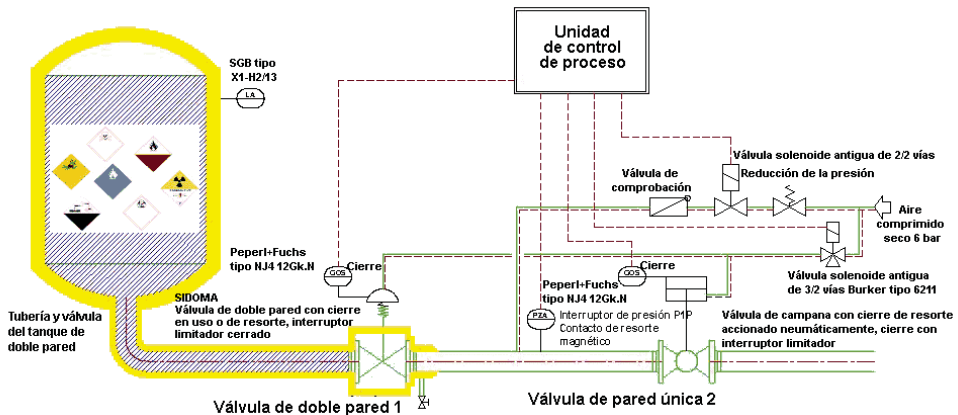 Unidad
de control
de proceso
SGB tipo
X1-H2/13
LA
Válvula solenoide antigua de 2/2 vías
Reducción de la presión
Válvula de
comprobación
Aire
comprimido
seco 6 bar
Peperl+Fuchs
tipo NJ4 12Gk.N
GOS
Cierre
GOS
Cierre
Válvula solenoide antigua
de 3/2 vías Burker tipo 6211
SIDOMA
Válvula de doble pared con cierre
en uso o de resorte, interruptor
limitador cerrado
Peperl+Fuchs
tipo NJ4 12Gk.N
PZA
Interruptor de presión P1P
Contacto de resorte
magnético
Tubería y válvula
del tanque de
doble pared
Válvula de campana con cierre de resorte
accionado neumáticamente, cierre con
interruptor limitador
Válvula de doble pared 1
Válvula de pared única 2